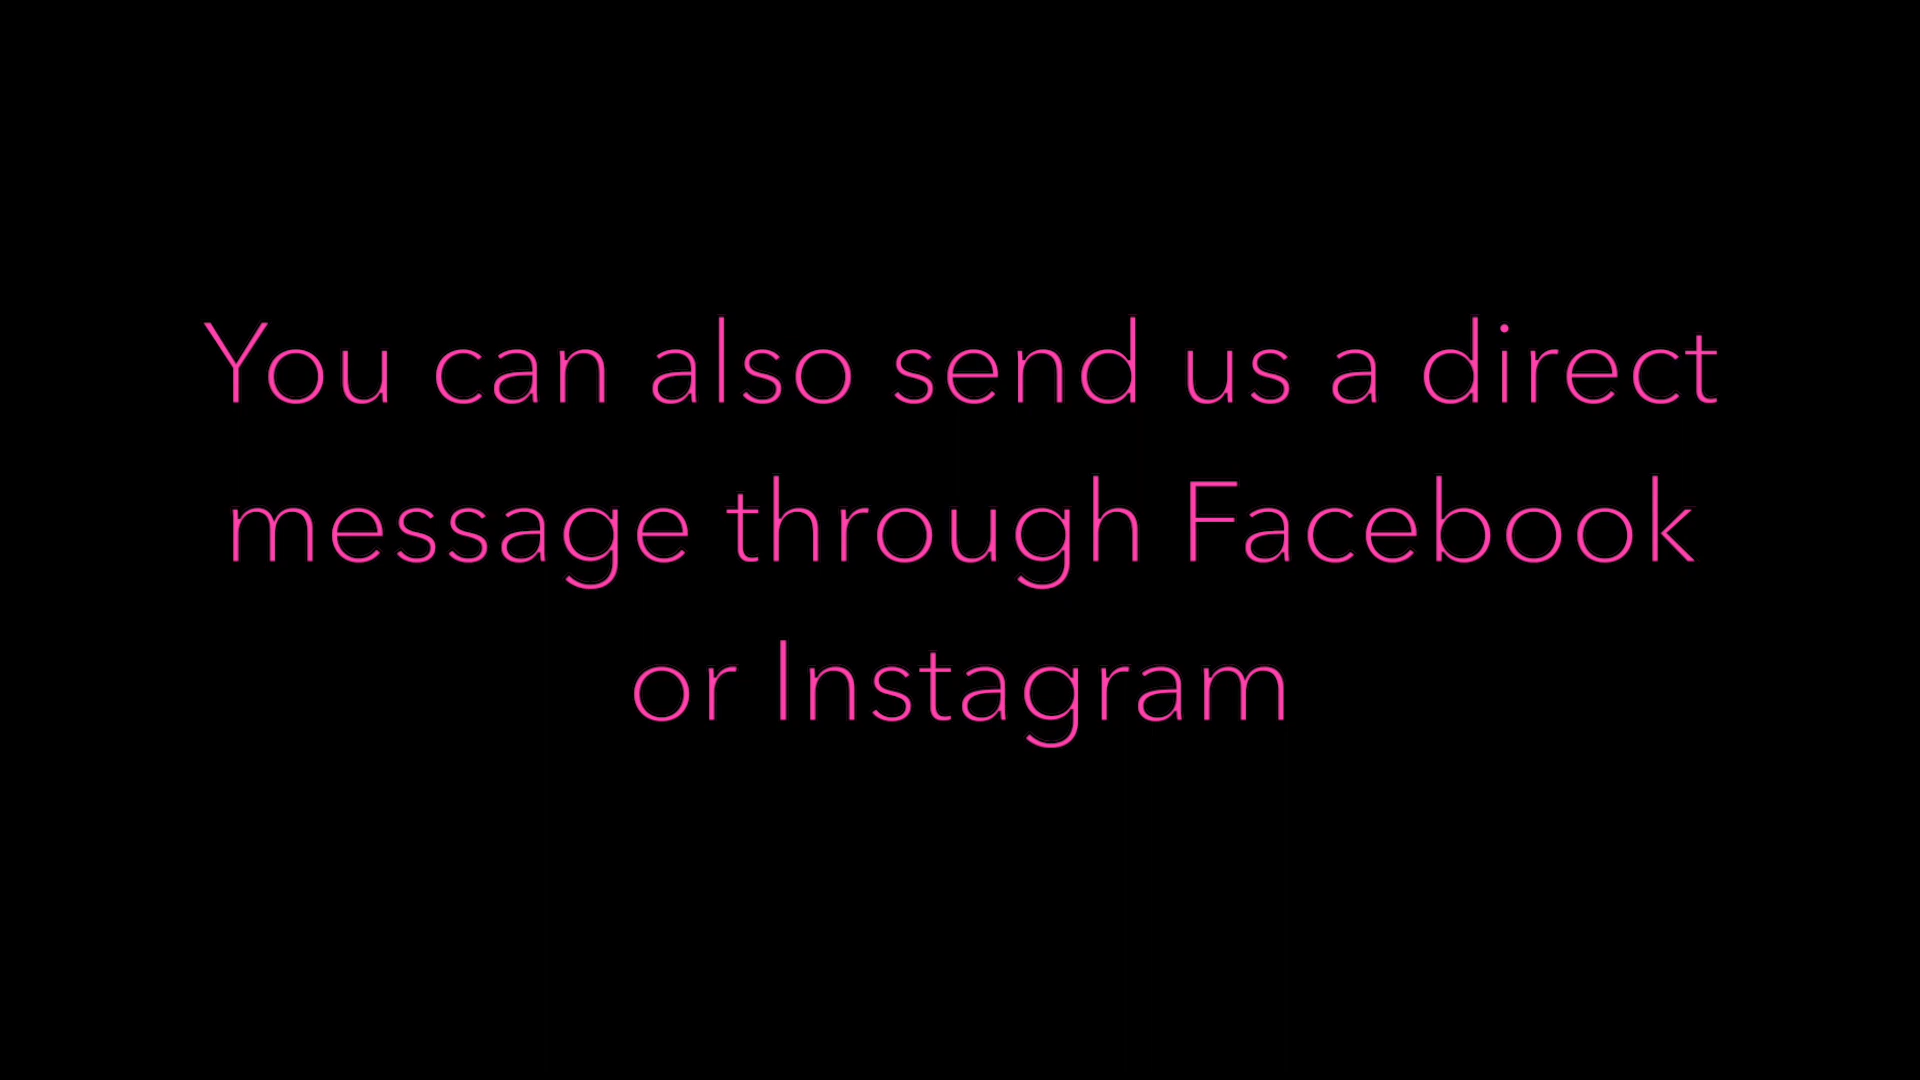 You can also send us a direct
message through Facebook
or Instagram